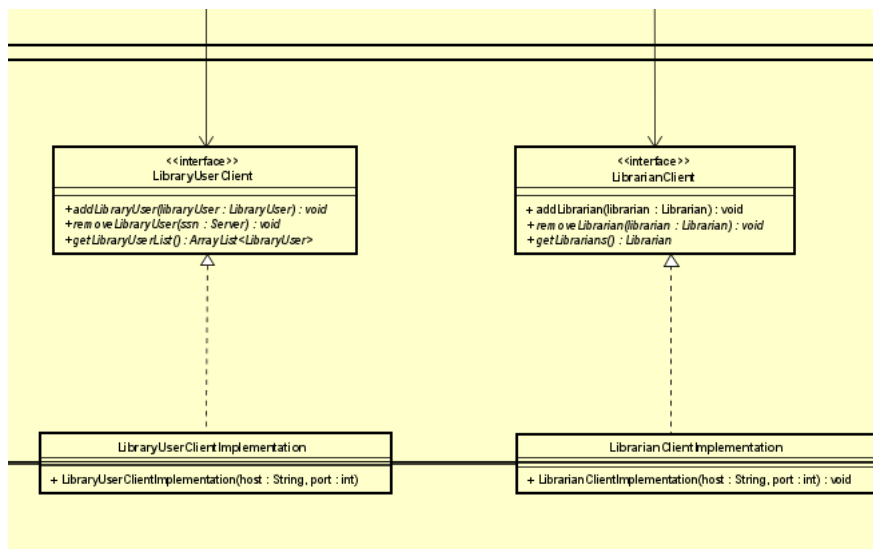 <<interface>>
LibraryUserClient
+addLibraryUser(libraryUser : LibraryUser) : void
+removeLibraryUser(ssn : Server) : void
+getLibraryUserList() : ArrayList<LibraryUser>
<<interface>>
LibrarianClient
+ addLibrarian(librarian : Librarian) : void
+ removeLibrarian(librarian : Librarian) : void
+ getLibrarians() : Librarian
LibraryUserClientImplementation
+ LibraryUserClientImplementation(host : String, port : int)
LibrarianClientImplementation
+ LibrarianClientImplementation(host : String, port : int) : void